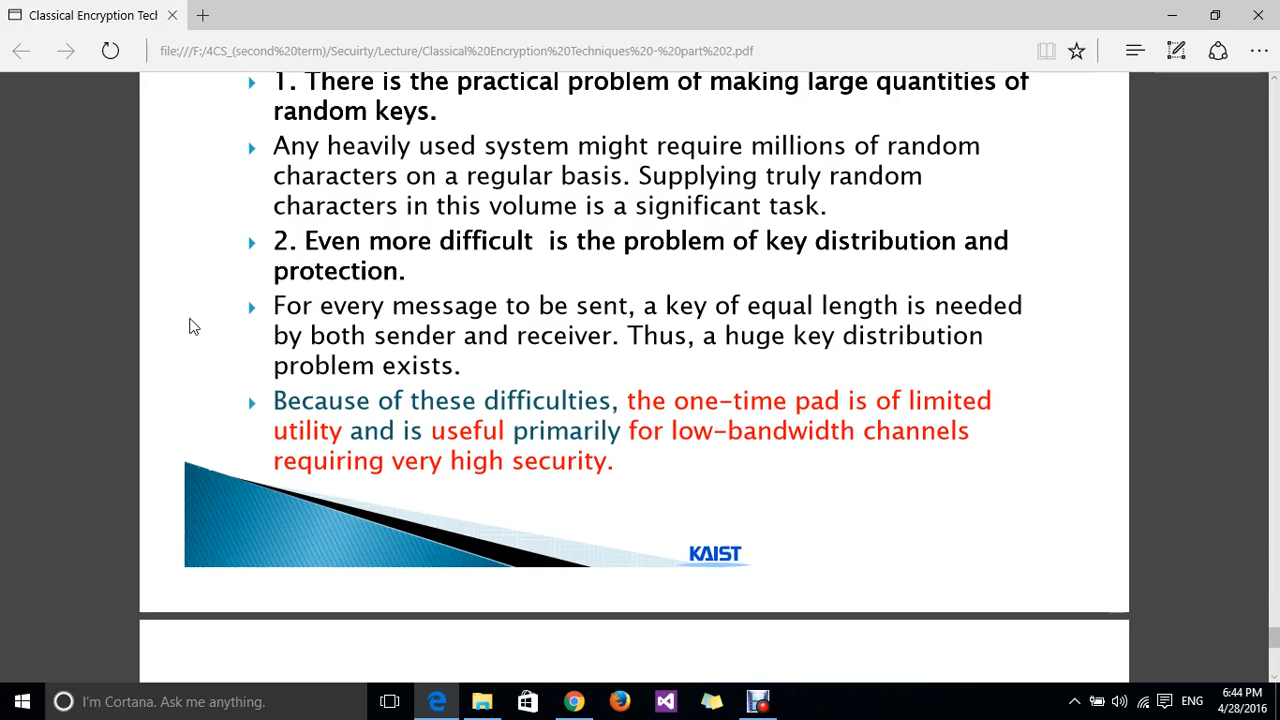 Classical Encryption Tech
file:///F:/4CS_(second%20term)/Secuirty/Lecture/Classical%20Encryption%20Techniques%20-%20part%202.pdf
1. There is the practical problem of making large quantities of
random keys.
Any heavily used system might require millions of random
characters on a regular basis. Supplying truly random
characters in this volume is a significant task.
2. Even more difficult is the problem of key distribution and
protection.
For every message to be sent, a key of equal length is needed
by both sender and receiver. Thus, a huge key distribution
problem exists.
Because of these difficulties, the one-time pad is of limited
utility and is useful primarily for low-bandwidth channels
requiring very high security.
KAIST
I'm Cortana. Ask me anything.
ENG
6:44 PM
4/28/2016